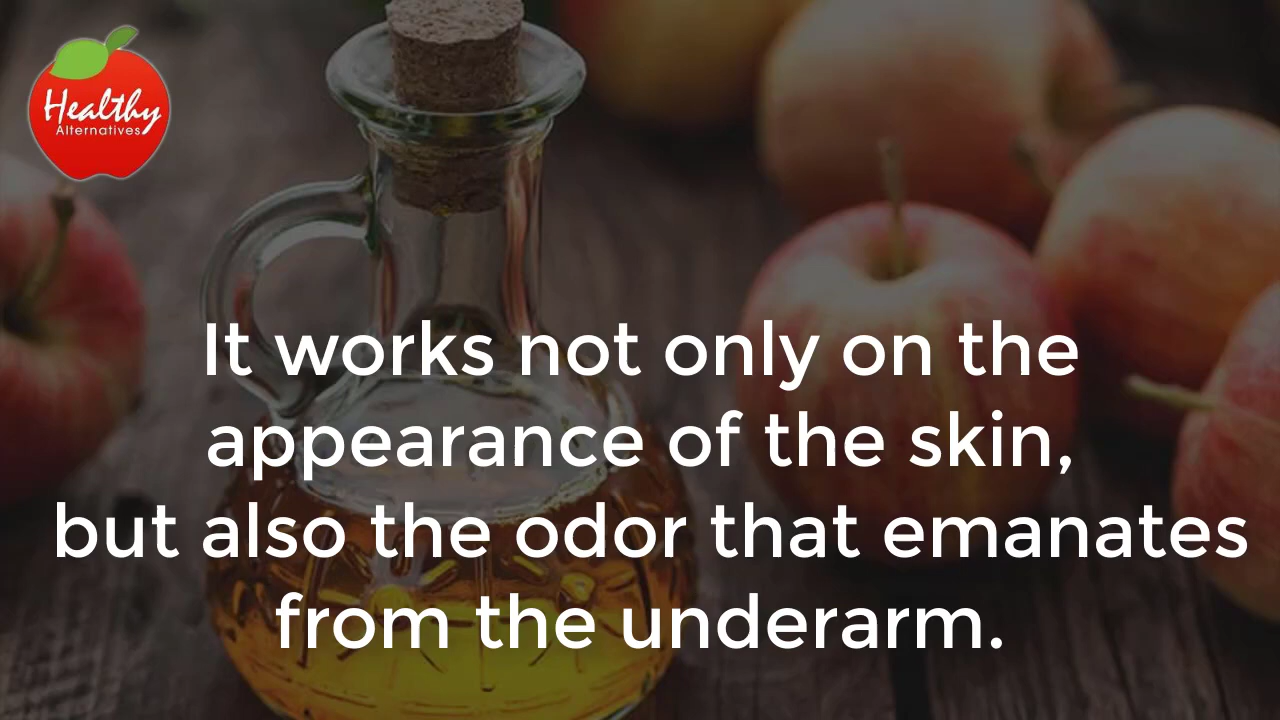 Healthy
Alternatives
It works not only on the
appearance of the skin,
but also the odor that emanates
from the underarm.